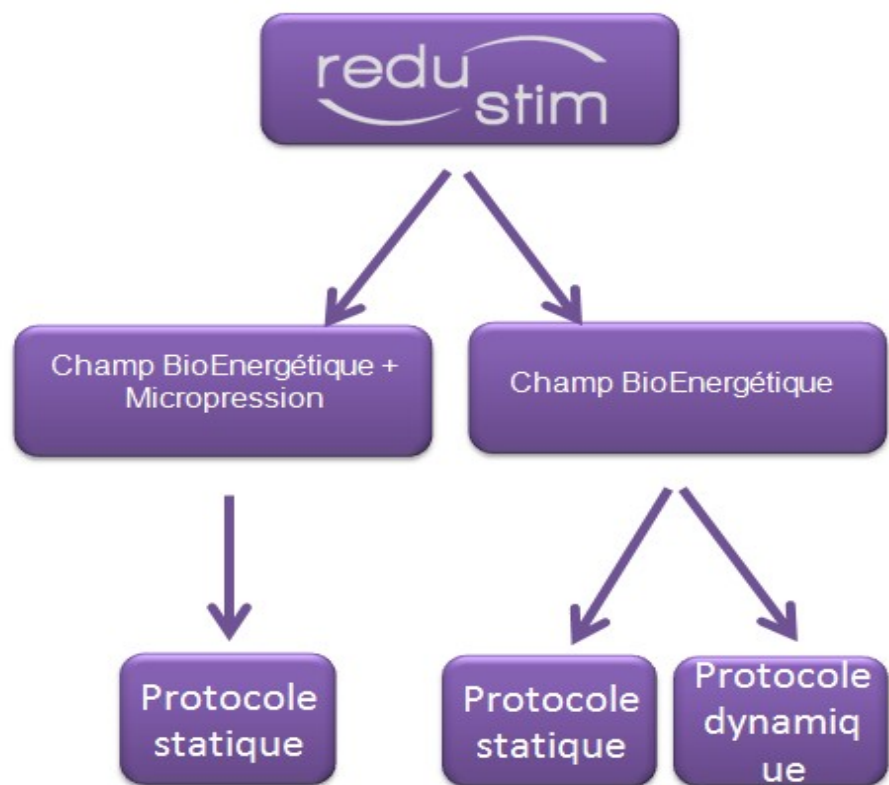 redu
stim
Champ BioEnergétique +
Micropression
Champ BioEnergétique
Protocole
statique
Protocole
statique
Protocole
dynamiq
ue